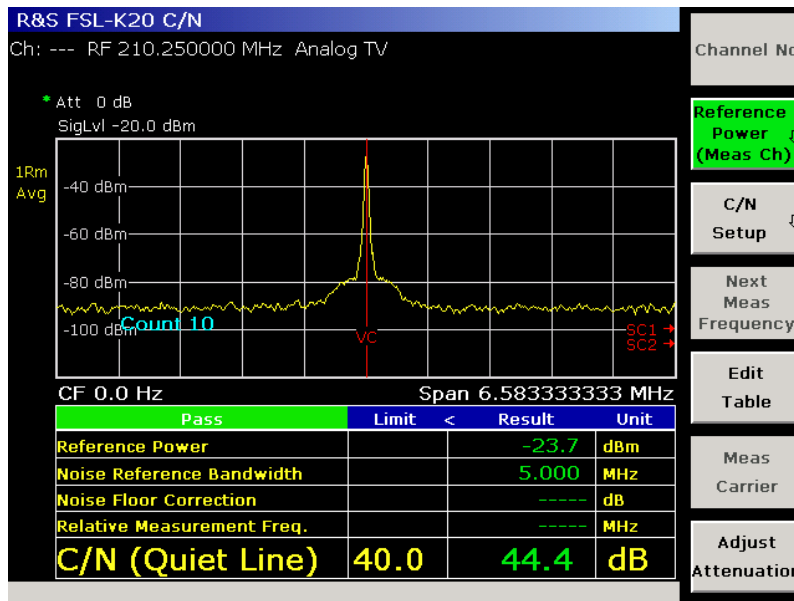 R&S FSL-K20 C/N
Ch: --- RF 210.250000 MHz Analog TV
* Att 0 dB
SigLvl -20.0 dBm
1Rm
Avg
-40 dBm
-60 dBm
-80 dBm
-100 dBm
Count 10
VC
SC1
SC2
CF 0.0 Hz Span 6.583333333 MHz
Pass Limit < Result Unit
Reference Power -23.7 dBm
Noise Reference Bandwidth 5.000 MHz
Noise Floor Correction ----- dB
Relative Measurement Freq. ----- MHz
C/N (Quiet Line) 40.0 44.4 dB
Channel No
Reference
Power
(Meas Ch)
C/N
Setup
Next
Meas
Frequency
Edit
Table
Meas
Carrier
Adjust
Attenuation